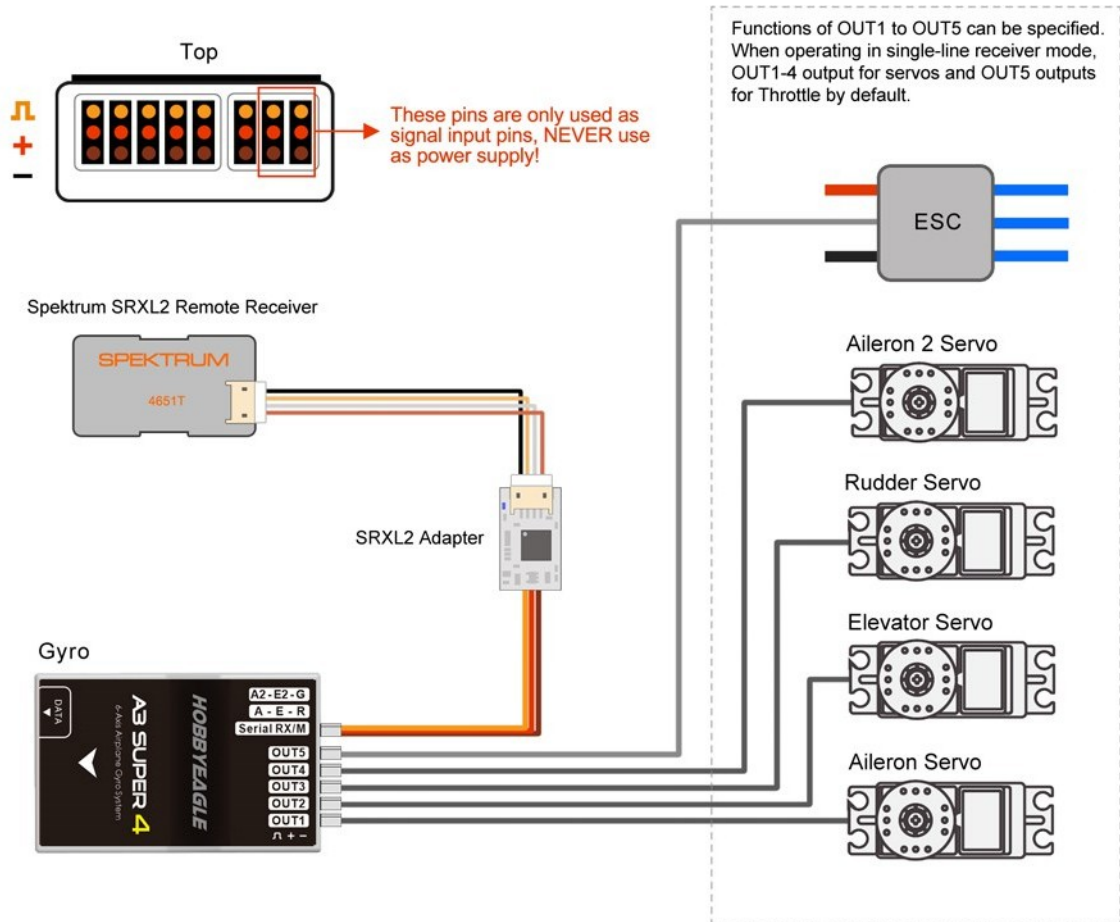 Functions of OUT1 to OUT5 can be specified.
When operating in single-line receiver mode,
OUT1-4 output for servos and OUT5 outputs
for Throttle by default.
Top
+
−
These pins are only used as
signal input pins, NEVER use
as power supply!
ESC
Spektrum SRXL2 Remote Receiver
SPEKTRUM
4651T
SRXL2 Adapter
Aileron 2 Servo
Rudder Servo
Elevator Servo
Aileron Servo
Gyro
DATA
A3 SUPER 4
6-Axis Airplane Gyro System
HOBBYEAGLE
A2-E2-G
A - E - R
Serial RX/M
OUT5
OUT4
OUT3
OUT2
OUT1
+ −